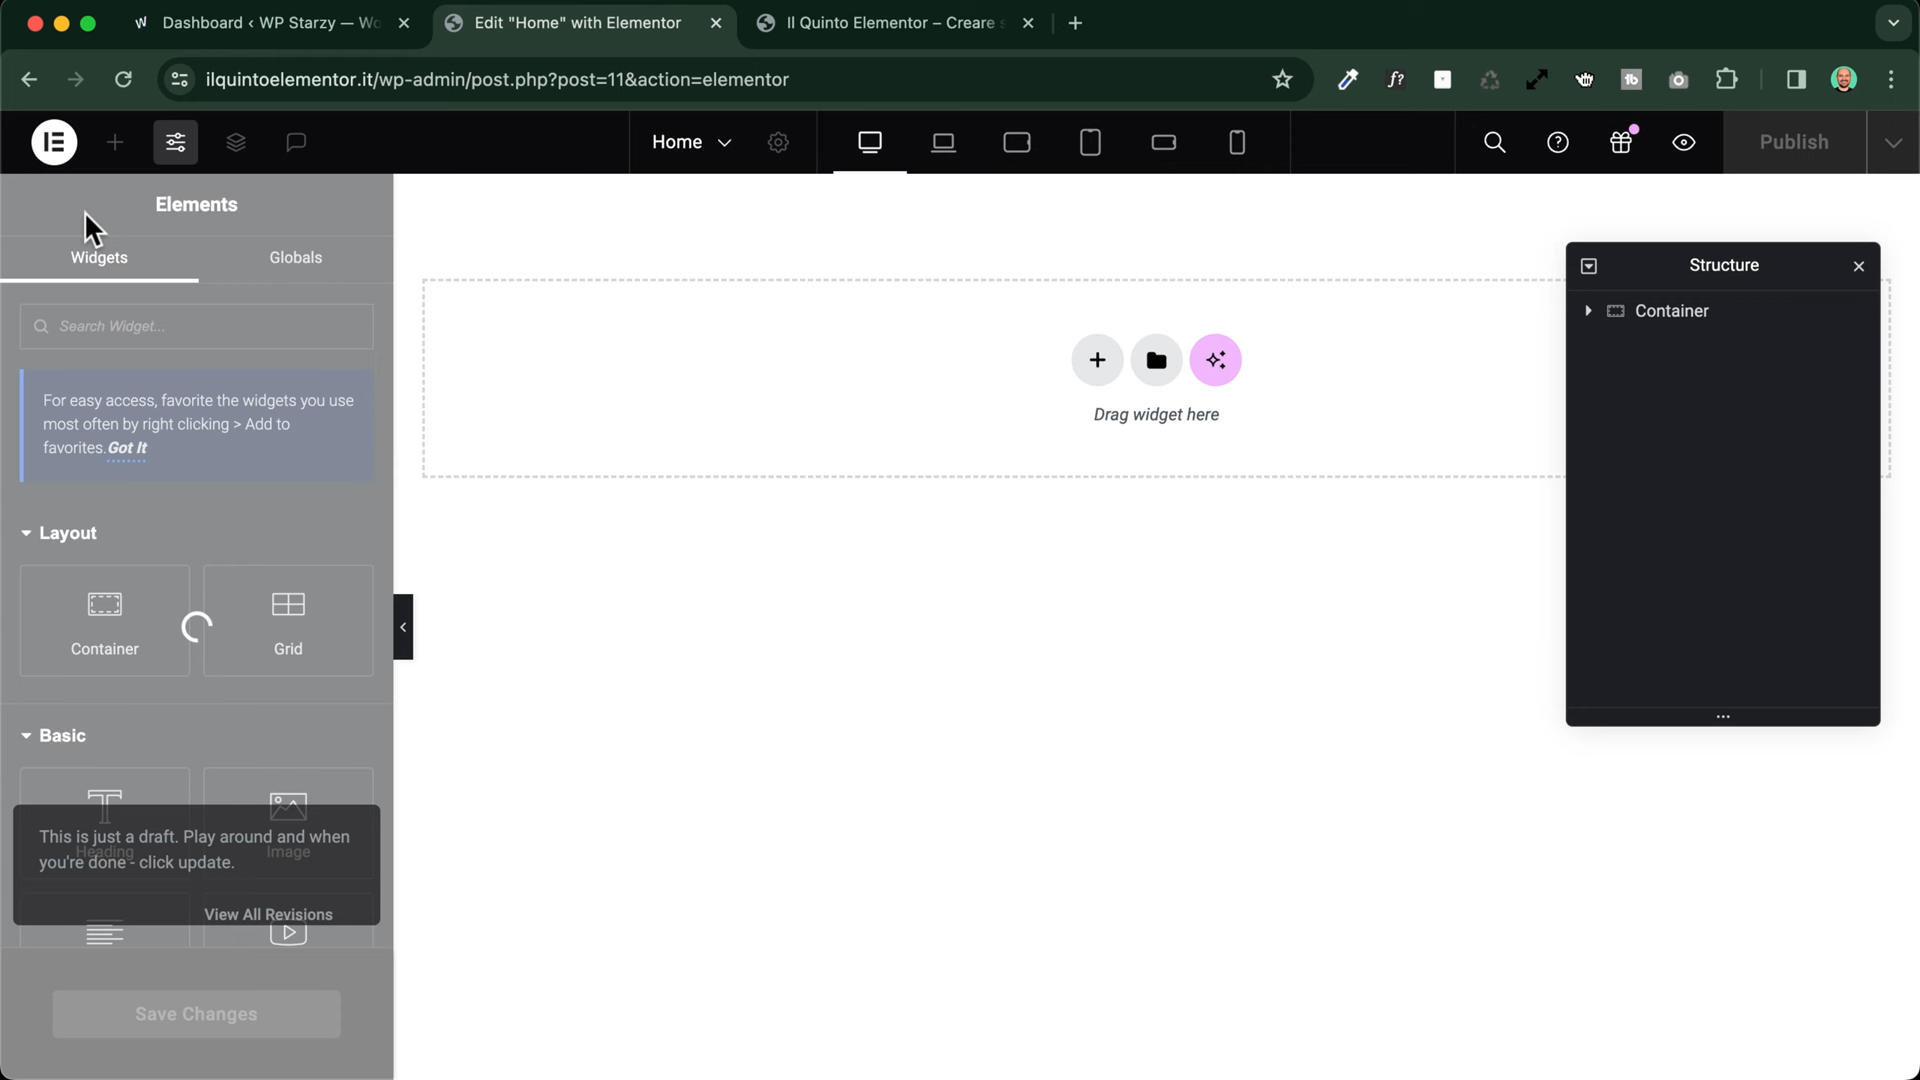 Dashboard ‹ WP Starzy — Wo
Edit "Home" with Elementor
Il Quinto Elementor – Creare s
ilquintoelementor.it/wp-admin/post.php?post=11&action=elementor
f?
tb
Home
Publish
Elements
Widgets
Globals
Search Widget...
For easy access, favorite the widgets you use
most often by right clicking > Add to
favorites. Got It
Layout
Container
Grid
Basic
Heading
Image
This is just a draft. Play around and when
you're done - click update.
View All Revisions
Save Changes
Drag widget here
Structure
Container